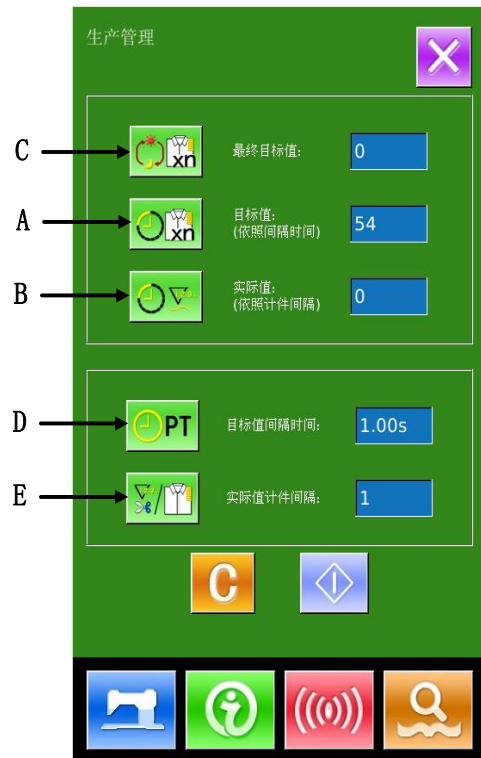 生产管理
C
xn
最终目标值:
0
A
xn
目标值:
(依照间隔时间)
54
B
实际值:
(依照计件间隔)
0
D
PT
目标值间隔时间:
1.00s
E
实际值计件间隔:
1
C